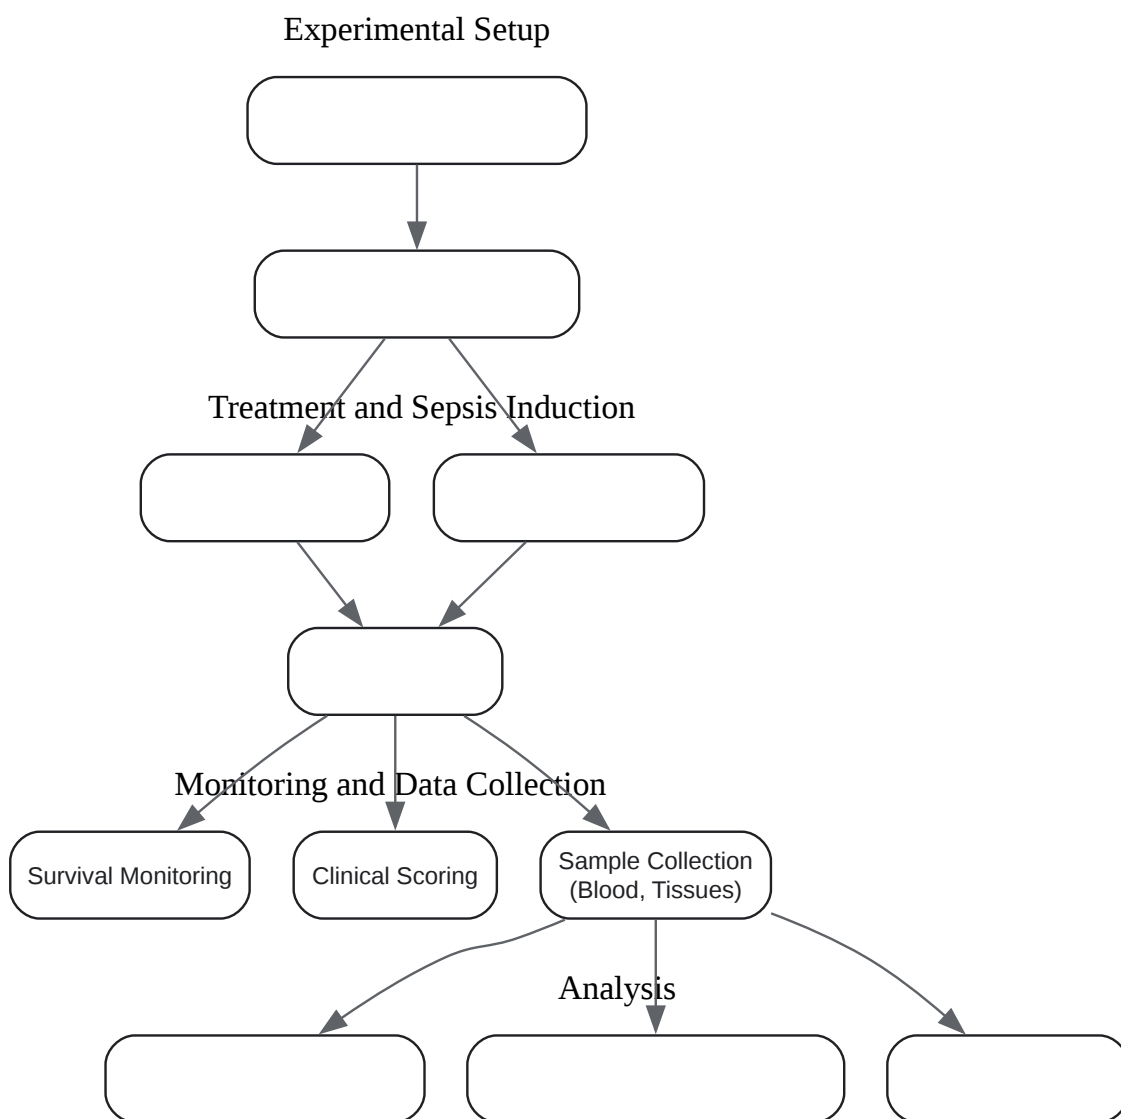 Experimental Setup
Treatment and Sepsis Induction
Monitoring and Data Collection
Survival Monitoring
Clinical Scoring
Sample Collection
(Blood, Tissues)
Analysis